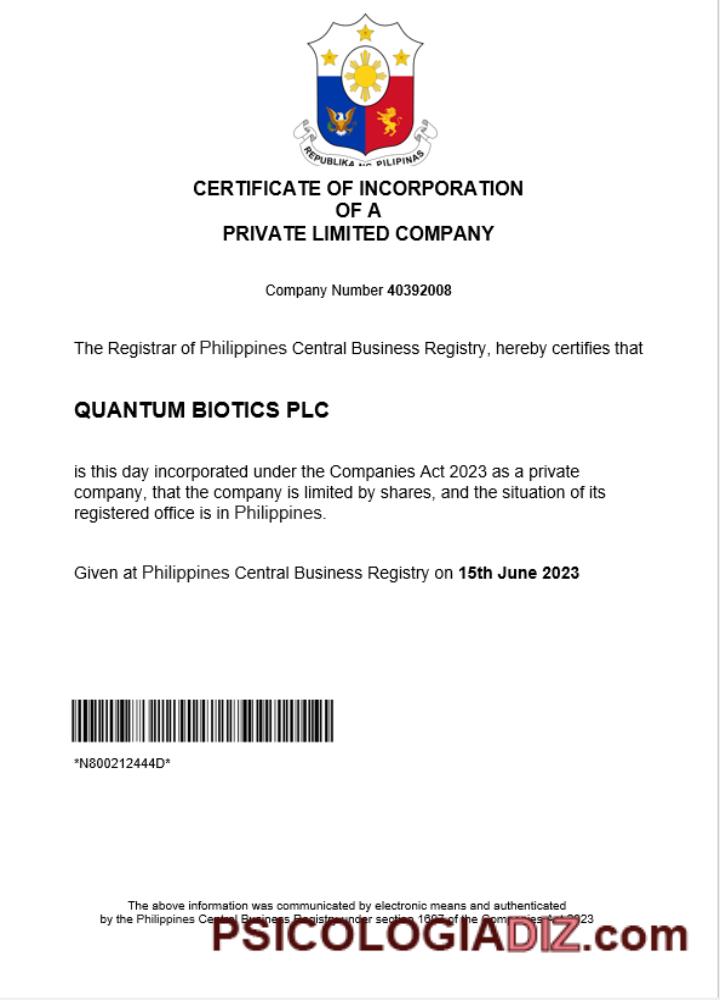 REPUBLIKA NG PILIPINAS
CERTIFICATE OF INCORPORATION
OF A
PRIVATE LIMITED COMPANY
Company Number 40392008
The Registrar of Philippines Central Business Registry, hereby certifies that
QUANTUM BIOTICS PLC
is this day incorporated under the Companies Act 2023 as a private
company, that the company is limited by shares, and the situation of its
registered office is in Philippines.
Given at Philippines Central Business Registry on 15th June 2023
*N800212444D*
The above information was communicated by electronic means and authenticated
by the Philippines Central Business Registry under section of the Companies Act 2023
PSICOLOGIADIZ.com